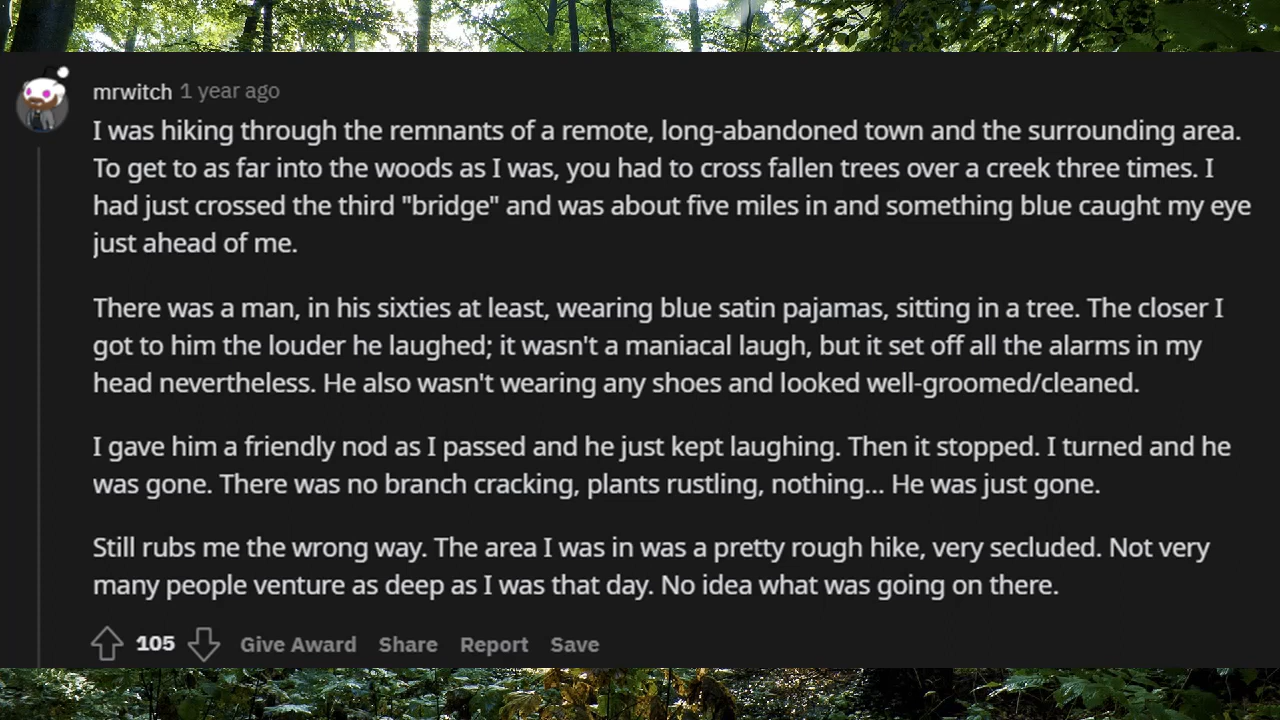 mrwitch 1 year ago
I was hiking through the remnants of a remote, long-abandoned town and the surrounding area.
To get to as far into the woods as I was, you had to cross fallen trees over a creek three times. I
had just crossed the third "bridge" and was about five miles in and something blue caught my eye
just ahead of me.
There was a man, in his sixties at least, wearing blue satin pajamas, sitting in a tree. The closer I
got to him the louder he laughed; it wasn't a maniacal laugh, but it set off all the alarms in my
head nevertheless. He also wasn't wearing any shoes and looked well-groomed/cleaned.
I gave him a friendly nod as I passed and he just kept laughing. Then it stopped. I turned and he
was gone. There was no branch cracking, plants rustling, nothing... He was just gone.
Still rubs me the wrong way. The area I was in was a pretty rough hike, very secluded. Not very
many people venture as deep as I was that day. No idea what was going on there.
105 Give Award Share Report Save